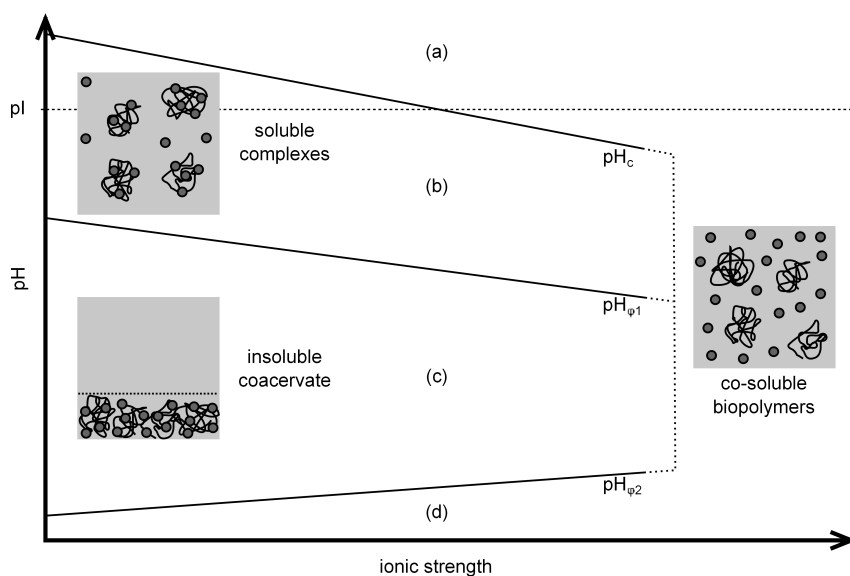 (a)
pI
soluble
complexes
pHc
(b)
pH
pHφ1
insoluble
coacervate
(c)
co-soluble
biopolymers
pHφ2
(d)
ionic strength